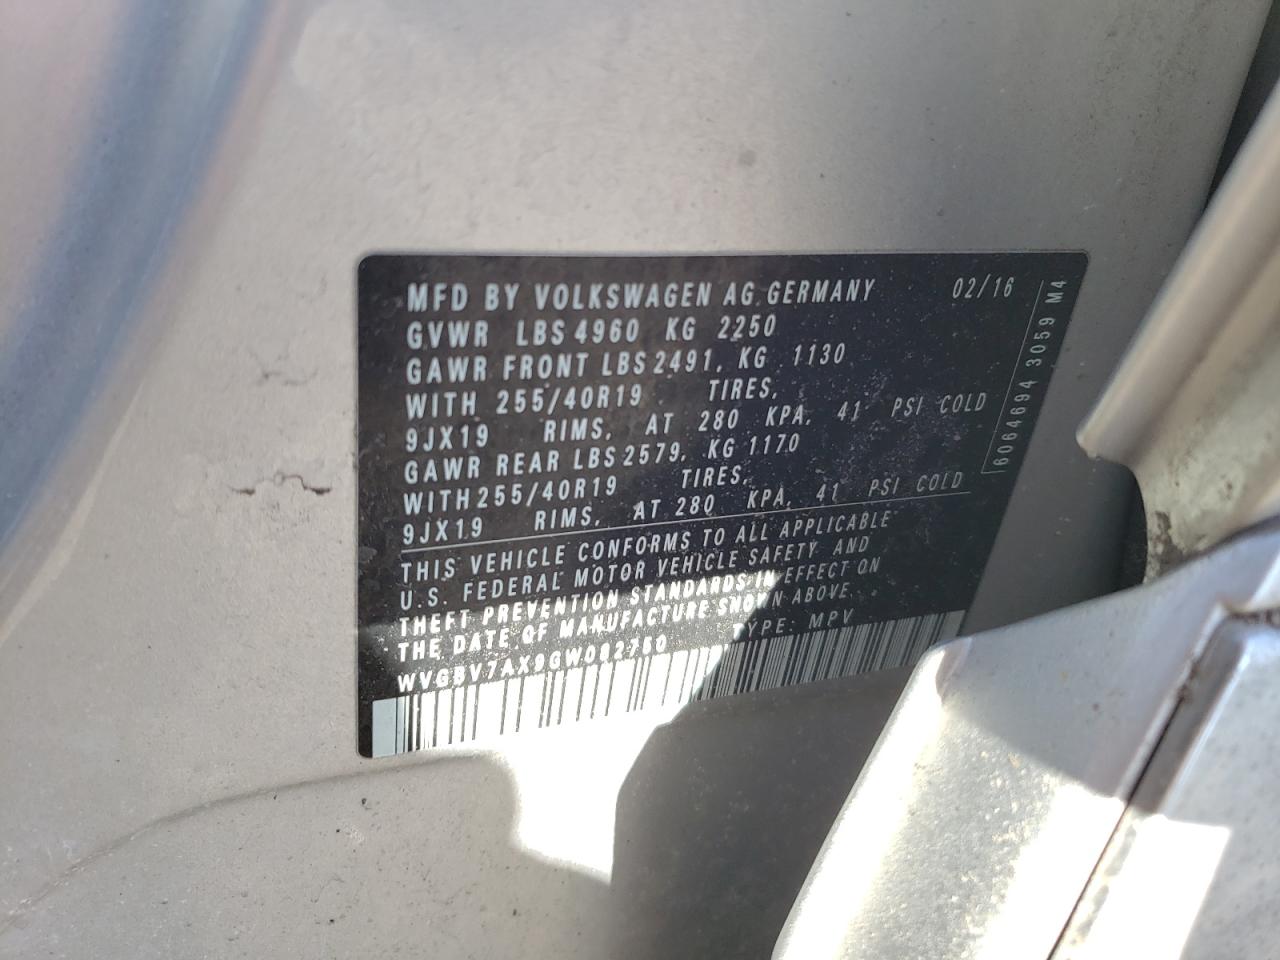 MFD BY VOLKSWAGEN AG, GERMANY 02/16
GVWR LBS 4960 KG 2250
GAWR FRONT LBS 2491, KG 1130
WITH 255/40R19 TIRES,
9JX19 RIMS, AT 280 KPA, 41 PSI COLD
GAWR REAR LBS 2579, KG 1170
WITH 255/40R19 TIRES,
9JX19 RIMS, AT 280 KPA, 41 PSI COLD
THIS VEHICLE CONFORMS TO ALL APPLICABLE
U.S. FEDERAL MOTOR VEHICLE SAFETY AND
THEFT PREVENTION STANDARDS IN EFFECT ON
THE DATE OF MANUFACTURE SHOWN ABOVE.
WVGBV7AX9GW082750 TYPE: MPV
6064694 3059 M4